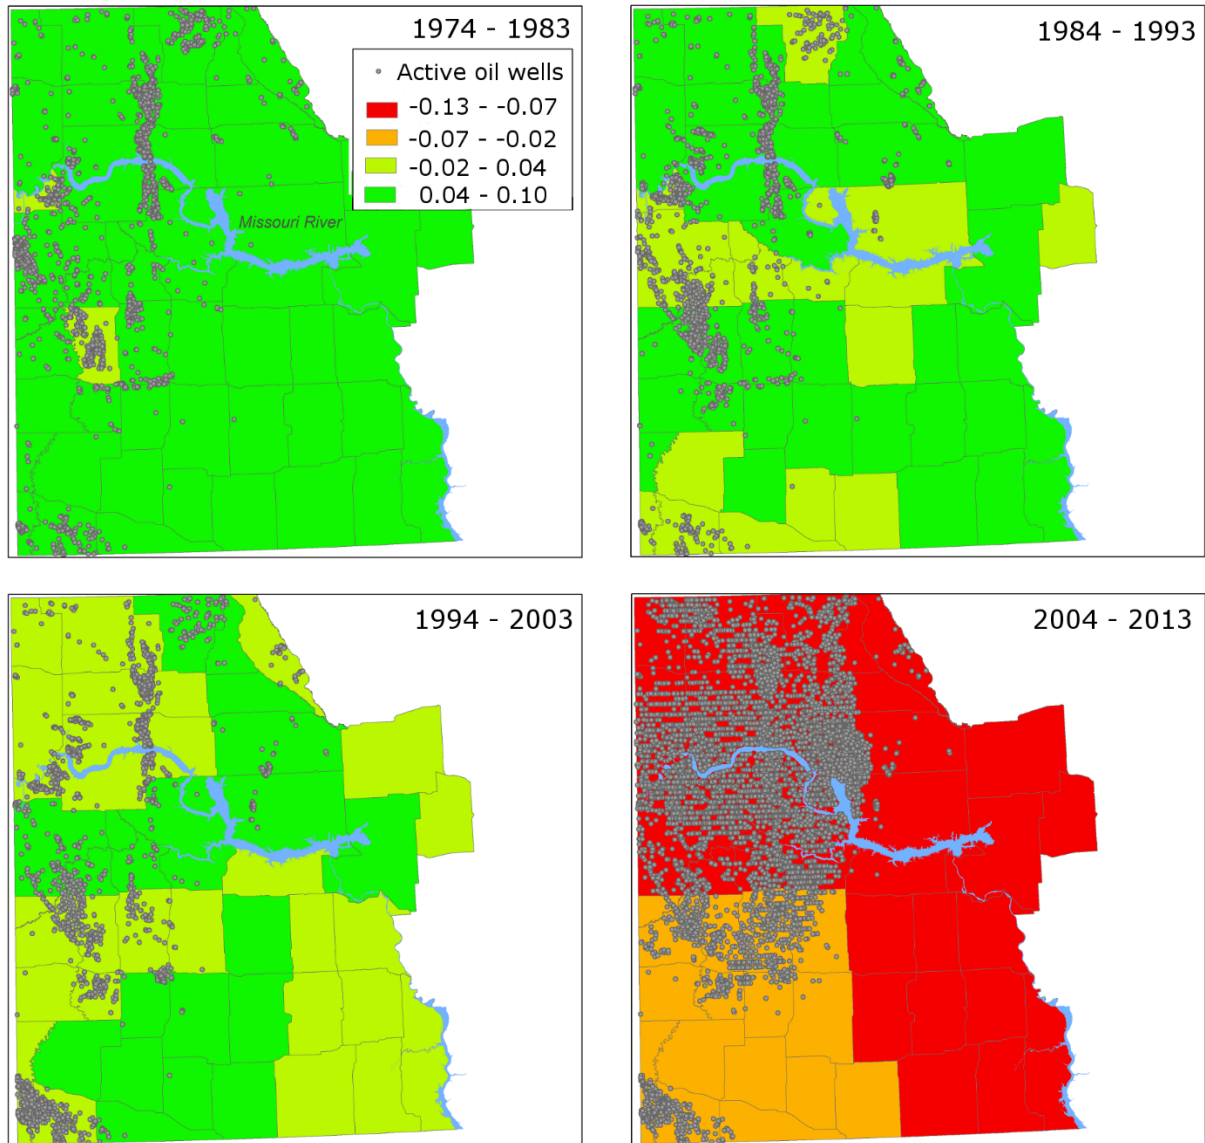 1974 - 1983
Active oil wells
-0.13 - -0.07
-0.07 - -0.02
-0.02 - 0.04
0.04 - 0.10
Missouri River
1984 - 1993
1994 - 2003
2004 - 2013